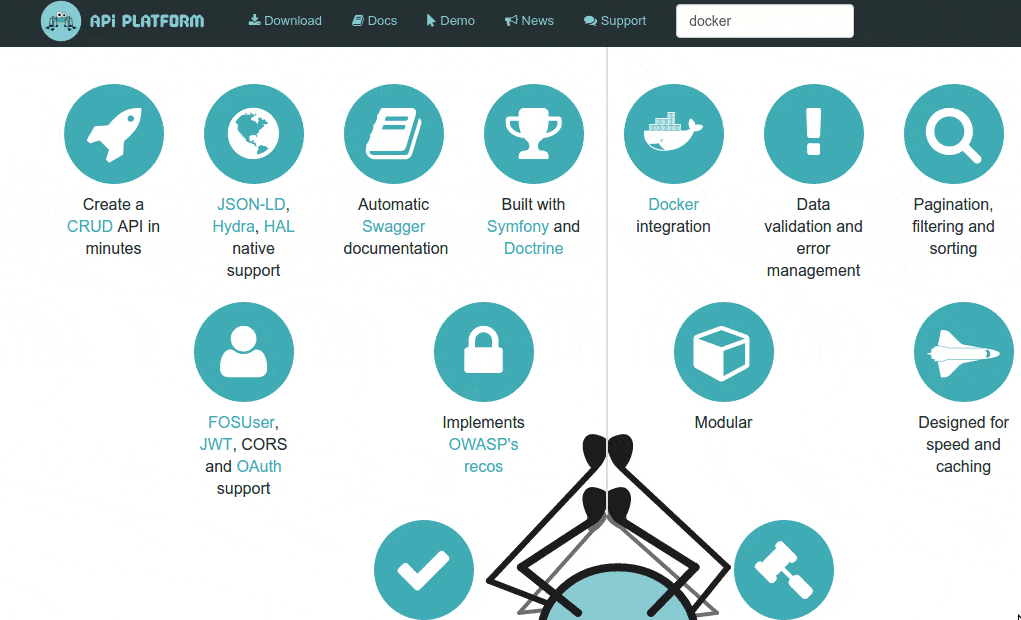 API PLATFORM Download Docs Demo News Support docker
Create a
CRUD API in
minutes
JSON-LD,
Hydra, HAL
native
support
Automatic
Swagger
documentation
Built with
Symfony and
Doctrine
Docker
integration
Data
validation and
error
management
Pagination,
filtering and
sorting
FOSUser,
JWT, CORS
and OAuth
support
Implements
OWASP's
recos
Modular
Designed for
speed and
caching